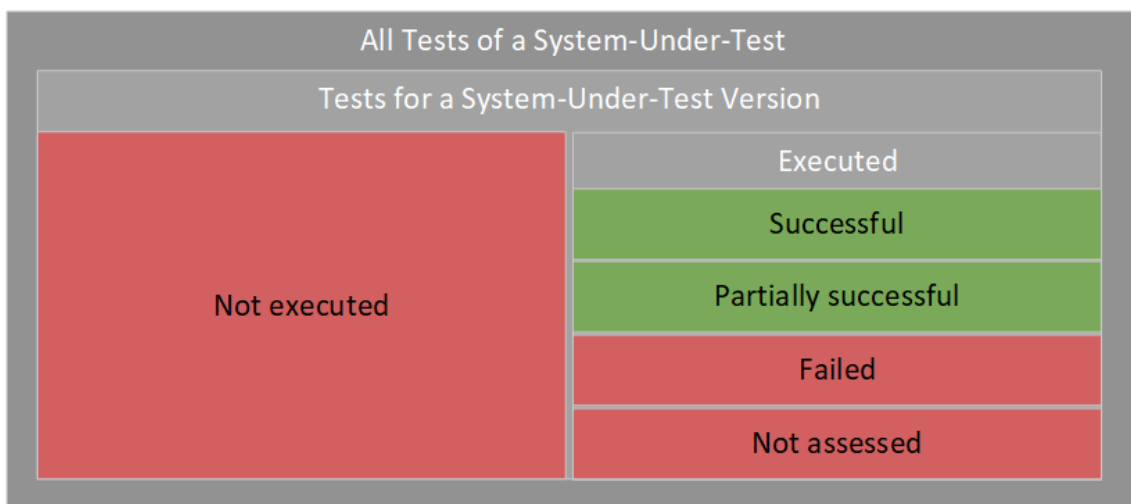 All Tests of a System-Under-Test
Tests for a System-Under-Test Version
Not executed
Executed
Successful
Partially successful
Failed
Not assessed